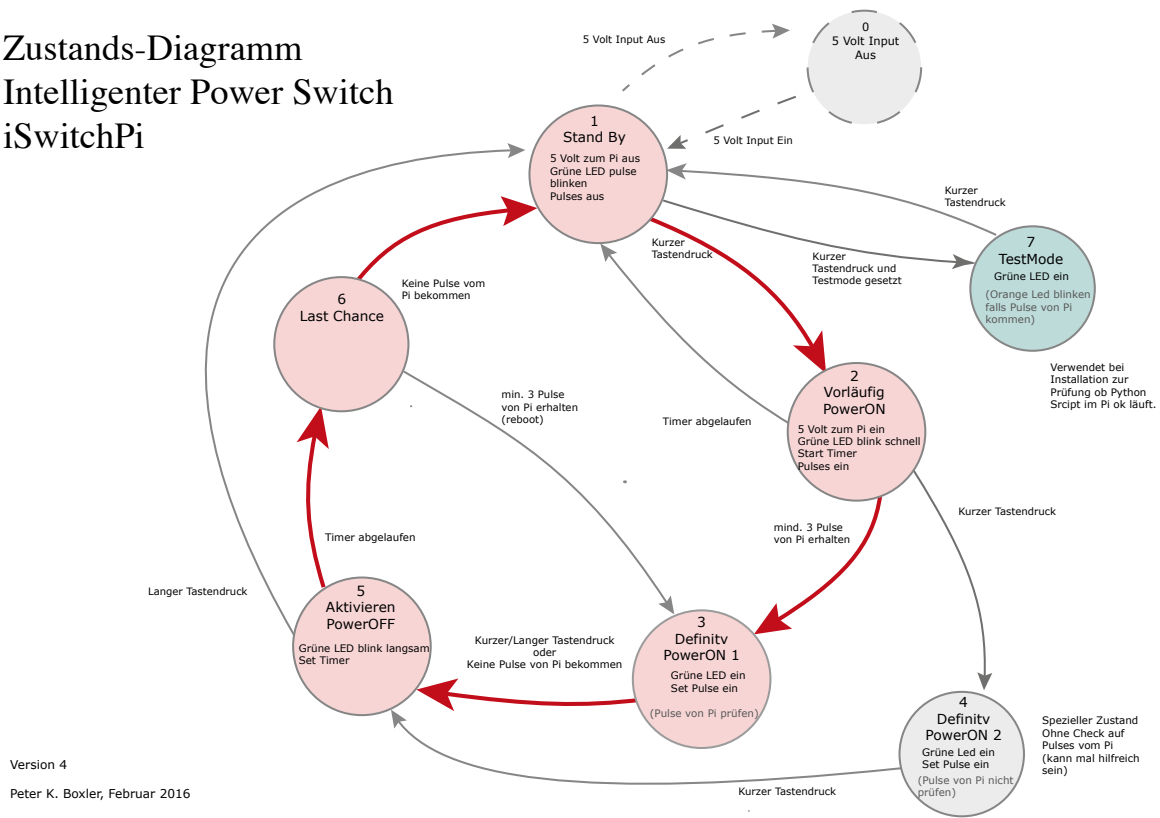 Zustands-Diagramm
Intelligenter Power Switch
iSwitchPi
5 Volt Input Aus
0
5 Volt Input
Aus
5 Volt Input Ein
1
Stand By
5 Volt zum Pi aus
Grüne LED pulse
blinken
Pulses aus
Kurzer
Tastendruck
Kurzer
Tastendruck
Kurzer
Tastendruck und
Testmode gesetzt
7
TestMode
Grüne LED ein
(Orange Led blinken
falls Pulse von Pi
kommen)
Verwendet bei
Installation zur
Prüfung ob Python
Srcipt im Pi ok läuft.
Keine Pulse vom
Pi bekommen
6
Last Chance
min. 3 Pulse
von Pi erhalten
(reboot)
Timer abgelaufen
2
Vorläufig
PowerON
5 Volt zum Pi ein
Grüne LED blink schnell
Start Timer
Pulses ein
Kurzer Tastendruck
mind. 3 Pulse
von Pi erhalten
Timer abgelaufen
Langer Tastendruck
5
Aktivieren
PowerOFF
Grüne LED blink langsam
Set Timer
Kurzer/Langer Tastendruck
oder
Keine Pulse von Pi bekommen
3
Definitv
PowerON 1
Grüne LED ein
Set Pulse ein
(Pulse von Pi prüfen)
4
Definitv
PowerON 2
Grüne Led ein
Set Pulse ein
(Pulse von Pi nicht
prüfen)
Spezieller Zustand
Ohne Check auf
Pulses vom Pi
(kann mal hilfreich
sein)
Kurzer Tastendruck
Version 4
Peter K. Boxler, Februar 2016